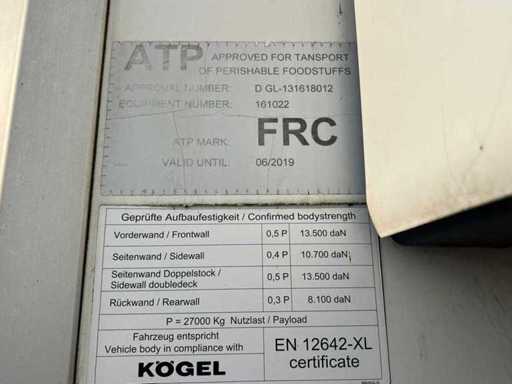 ATP APPROVED FOR TANSPORT
OF PERISHABLE FOODSTUFFS
APPROVAL NUMBER: D GL-131618012
EQUIPMENT NUMBER: 161022
ATP MARK: FRC
VALID UNTIL: 06/2019
Geprüfte Aufbaufestigkeit / Confirmed bodystrength
Vorderwand / Frontwall 0,5 P 13.500 daN
Seitenwand / Sidewall 0,4 P 10.700 daN
Seitenwand Doppelstock /
Sidewall doubledeck 0,5 P 13.500 daN
Rückwand / Rearwall 0,3 P 8.100 daN
P = 27000 Kg Nutzlast / Payload
Fahrzeug entspricht
Vehicle body in compliance with
KÖGEL
EN 12642-XL
certificate